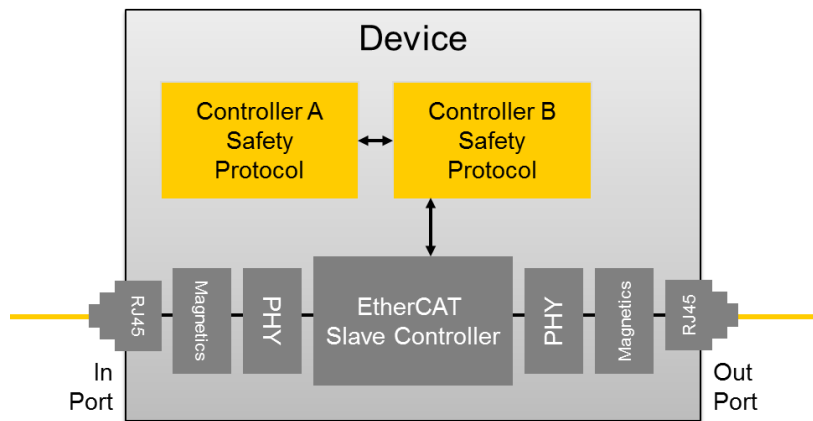 Device
Controller A
Safety
Protocol
Controller B
Safety
Protocol
RJ45
Magnetics
PHY
EtherCAT
Slave Controller
PHY
Magnetics
RJ45
In
Port
Out
Port